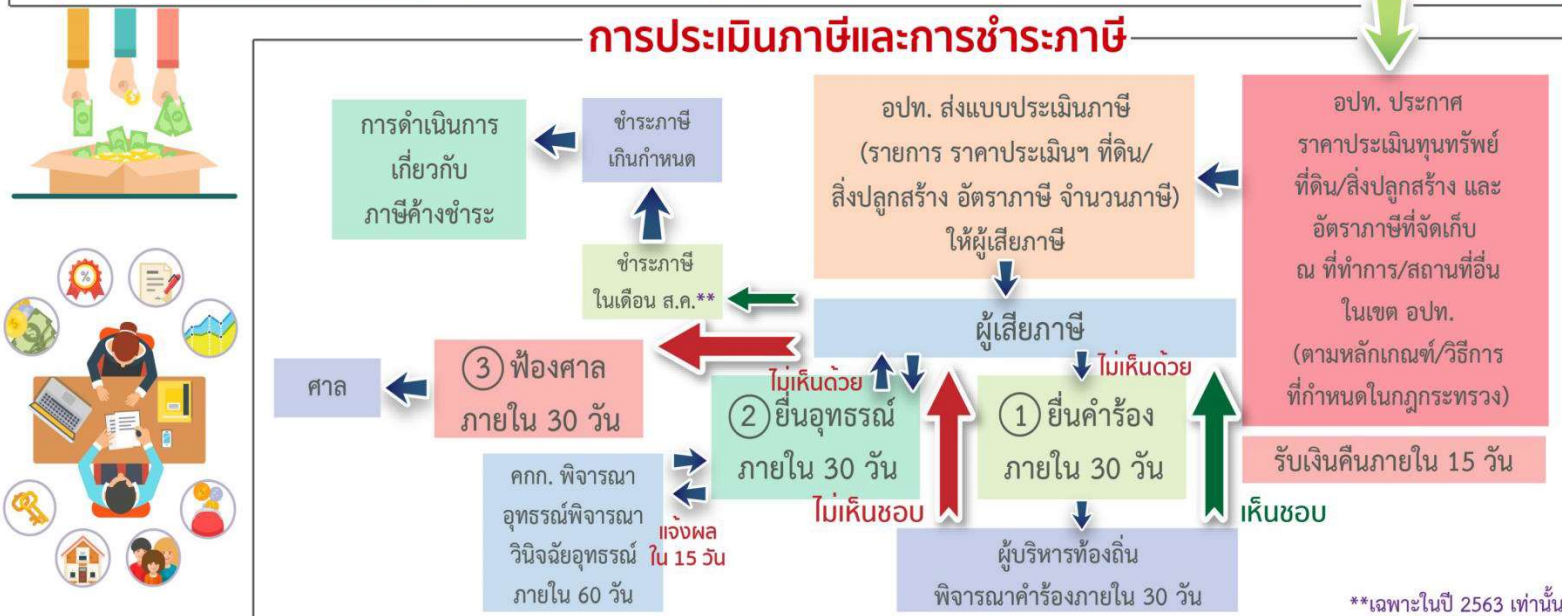 การประเมินภาษีและการชำระภาษี
อปท. ประกาศ
ราคาประเมินทุนทรัพย์
ที่ดิน/สิ่งปลูกสร้าง และ
อัตราภาษีที่จัดเก็บ
ณ ที่ทำการ/สถานที่อื่น
ในเขต อปท.
(ตามหลักเกณฑ์/วิธีการ
ที่กำหนดในกฎกระทรวง)
อปท. ส่งแบบประเมินภาษี
(รายการ ราคาประเมินฯ ที่ดิน/
สิ่งปลูกสร้าง อัตราภาษี จำนวนภาษี)
ให้ผู้เสียภาษี
ผู้เสียภาษี
ชำระภาษี
ในเดือน ส.ค.**
ชำระภาษี
เกินกำหนด
การดำเนินการ
เกี่ยวกับ
ภาษีค้างชำระ
ไม่เห็นด้วย
1 ยื่นคำร้อง
ภายใน 30 วัน
ผู้บริหารท้องถิ่น
พิจารณาคำร้องภายใน 30 วัน
เห็นชอบ
รับเงินคืนภายใน 15 วัน
ไม่เห็นชอบ
ไม่เห็นด้วย
2 ยื่นอุทธรณ์
ภายใน 30 วัน
คกก. พิจารณา
อุทธรณ์พิจารณา
วินิจฉัยอุทธรณ์
ภายใน 60 วัน
แจ้งผล
ใน 15 วัน
3 ฟ้องศาล
ภายใน 30 วัน
ศาล
**เฉพาะในปี 2563 เท่านั้น
%